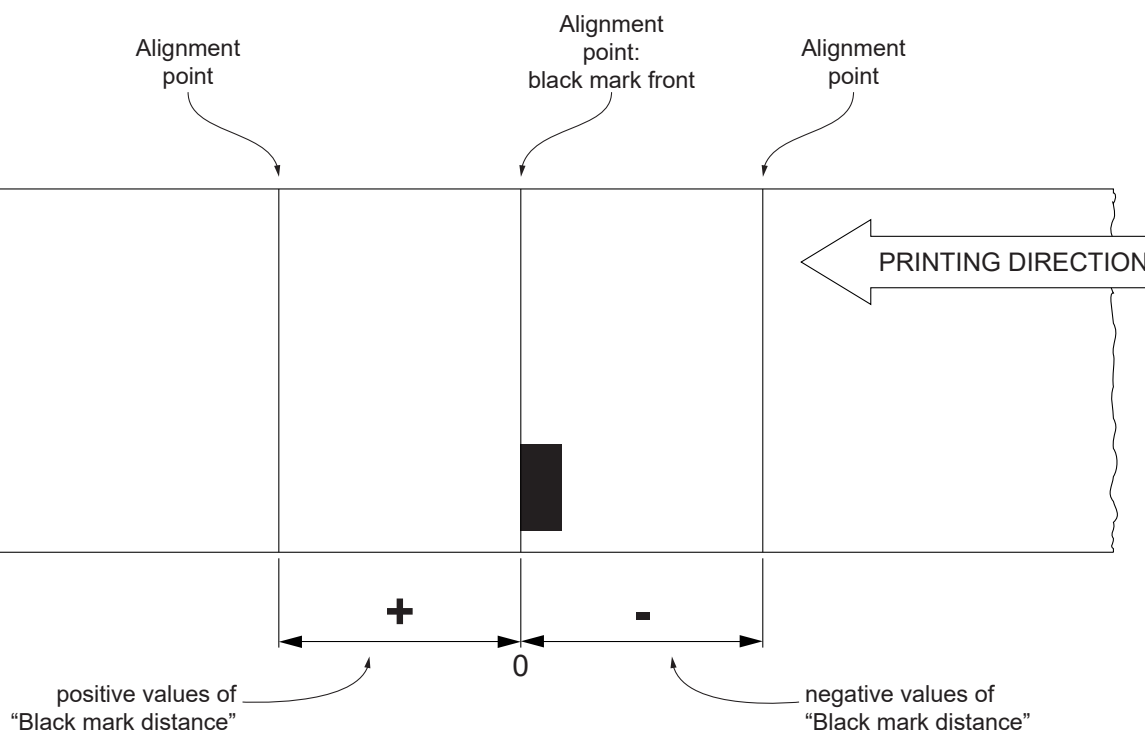 Alignment
point
Alignment
point:
black mark front
Alignment
point
PRINTING DIRECTION
+
-
0
positive values of
“Black mark distance”
negative values of
“Black mark distance”